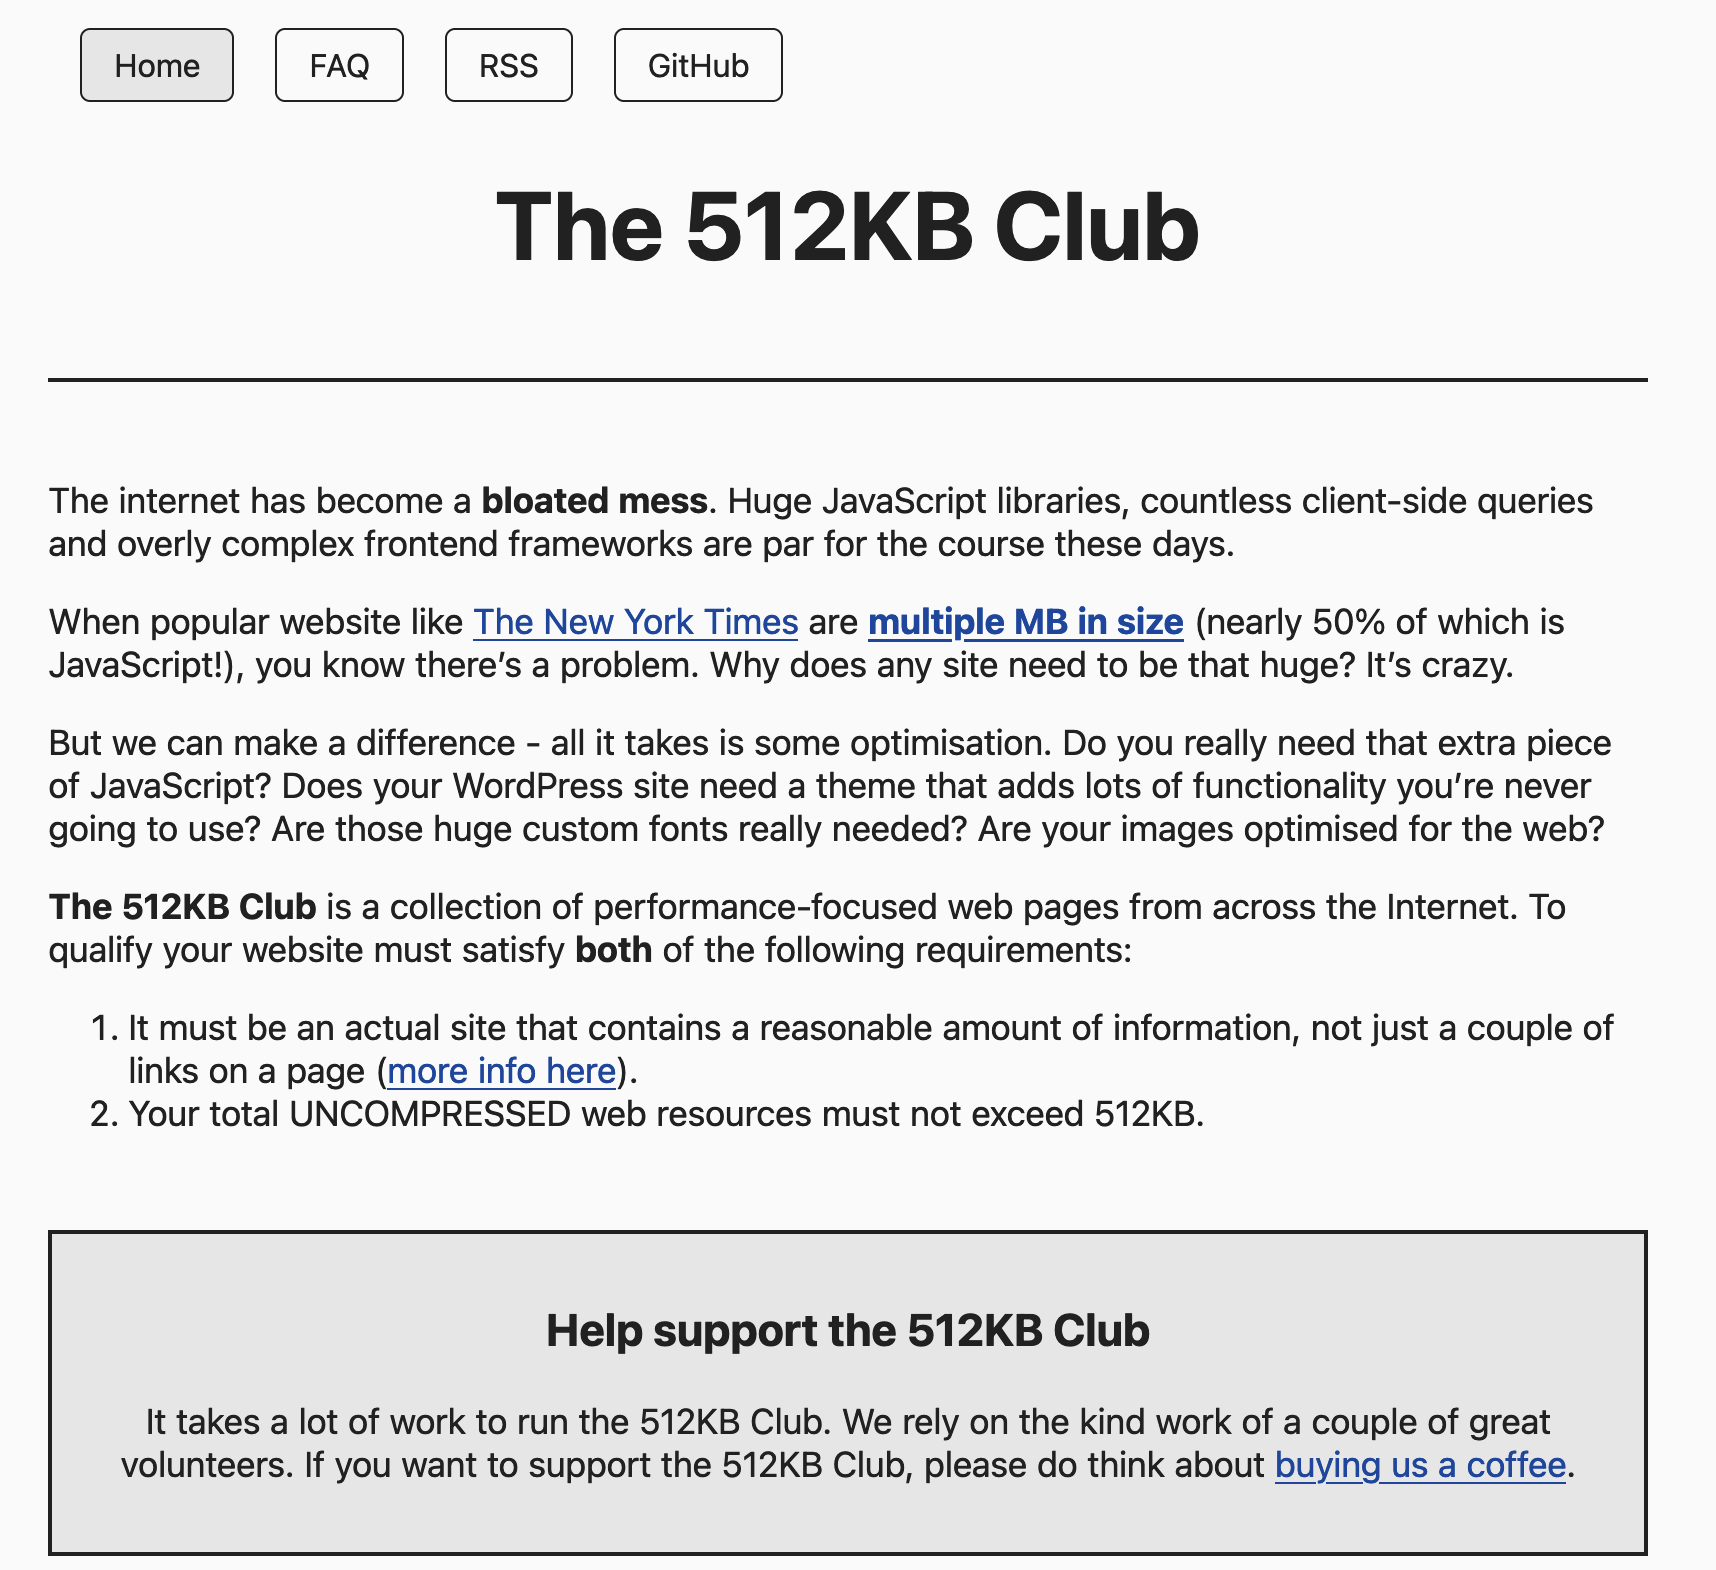 Home FAQ RSS GitHub
The 512KB Club
The internet has become a bloated mess. Huge JavaScript libraries, countless client-side queries
and overly complex frontend frameworks are par for the course these days.
When popular website like The New York Times are multiple MB in size (nearly 50% of which is
JavaScript!), you know there’s a problem. Why does any site need to be that huge? It’s crazy.
But we can make a difference - all it takes is some optimisation. Do you really need that extra piece
of JavaScript? Does your WordPress site need a theme that adds lots of functionality you’re never
going to use? Are those huge custom fonts really needed? Are your images optimised for the web?
The 512KB Club is a collection of performance-focused web pages from across the Internet. To
qualify your website must satisfy both of the following requirements:
1. It must be an actual site that contains a reasonable amount of information, not just a couple of
links on a page (more info here).
2. Your total UNCOMPRESSED web resources must not exceed 512KB.
Help support the 512KB Club
It takes a lot of work to run the 512KB Club. We rely on the kind work of a couple of great
volunteers. If you want to support the 512KB Club, please do think about buying us a coffee.